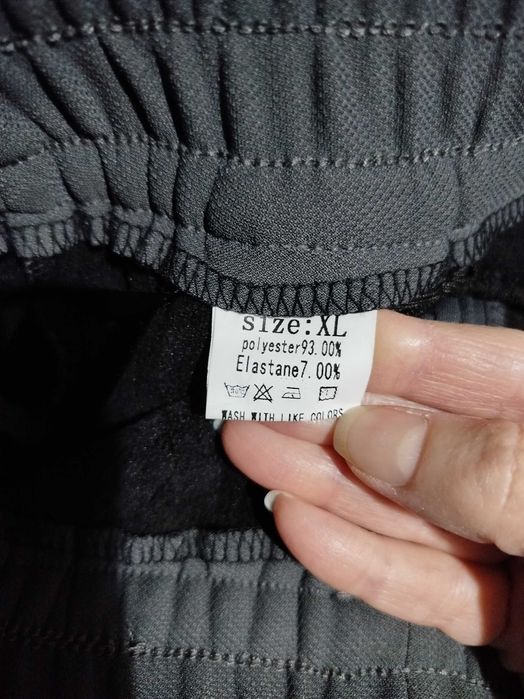 size:XL
polyester93.00%
Elastane7.00%
WASH WITH LIKE COLORS